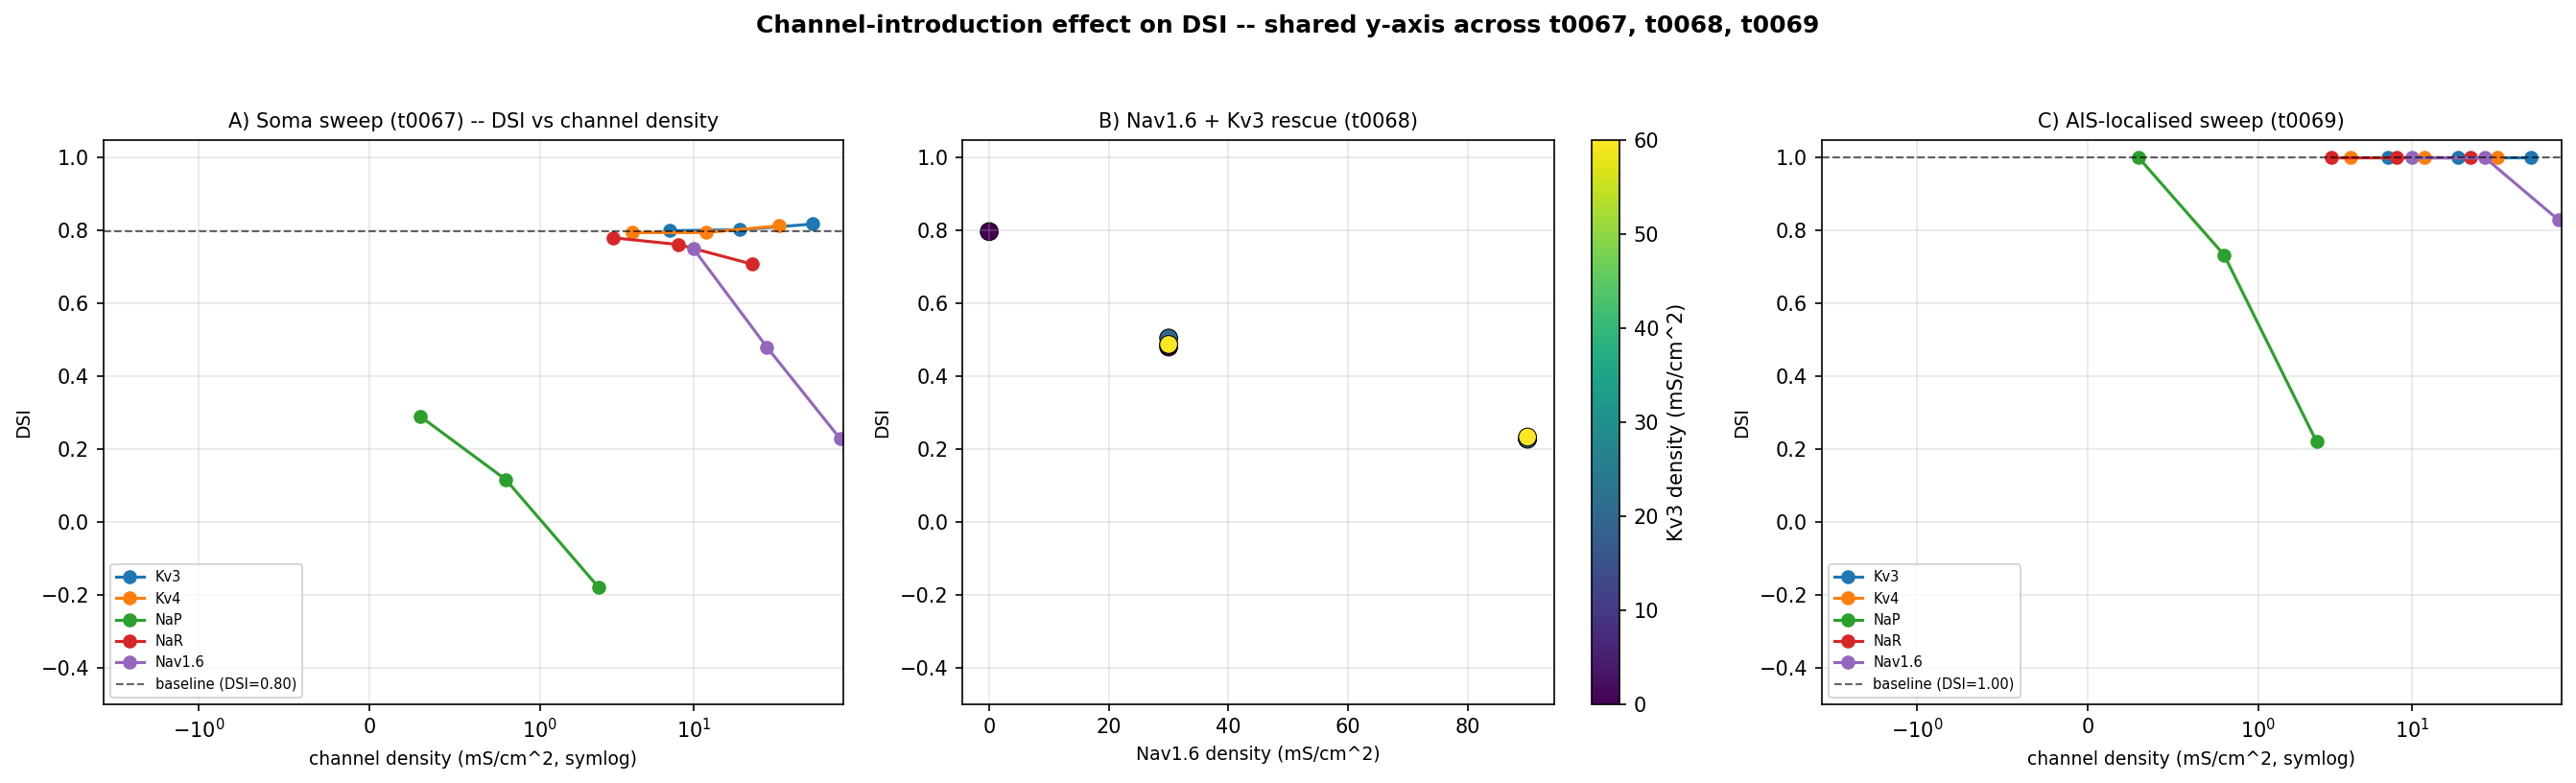 Channel-introduction effect on DSI -- shared y-axis across t0067, t0068, t0069
A) Soma sweep (t0067) -- DSI vs channel density
1.0
0.8
0.6
0.4
0.2
0.0
−0.2
−0.4
DSI
Kv3
Kv4
NaP
NaR
Nav1.6
baseline (DSI=0.80)
−10⁰
0
10⁰
10¹
channel density (mS/cm^2, symlog)
B) Nav1.6 + Kv3 rescue (t0068)
1.0
0.8
0.6
0.4
0.2
0.0
−0.2
−0.4
DSI
0
20
40
60
80
Nav1.6 density (mS/cm^2)
60
50
40
30
20
10
0
Kv3 density (mS/cm^2)
C) AIS-localised sweep (t0069)
1.0
0.8
0.6
0.4
0.2
0.0
−0.2
−0.4
DSI
Kv3
Kv4
NaP
NaR
Nav1.6
baseline (DSI=1.00)
−10⁰
0
10⁰
10¹
channel density (mS/cm^2, symlog)